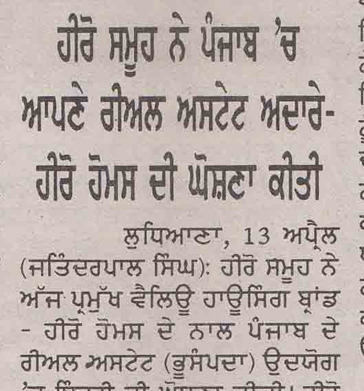 ਹੀਰੋ ਸਮੂਹ ਨੇ ਪੰਜਾਬ 'ਚ
ਆਪਣੇ ਰੀਅਲ ਅਸਟੇਟ ਅਦਾਰੇ-
ਹੀਰੋ ਹੋਮਸ ਦੀ ਘੋਸ਼ਣਾ ਕੀਤੀ
ਲੁਧਿਆਣਾ, 13 ਅਪ੍ਰੈਲ
(ਜਤਿੰਦਰਪਾਲ ਸਿੰਘ): ਹੀਰੋ ਸਮੂਹ ਨੇ
ਅੱਜ ਪ੍ਰਮੁੱਖ ਵੈਲਿਊ ਹਾਊਸਿਗ ਬ੍ਰਾਂਡ
- ਹੀਰੋ ਹੋਮਸ ਦੇ ਨਾਲ ਪੰਜਾਬ ਦੇ
ਰੀਅਲ ਅਸਟੇਟ (ਭੂਸੰਪਦਾ) ਉਦਯੋਗ